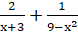 2/(x+3) + 1/(9−x²)